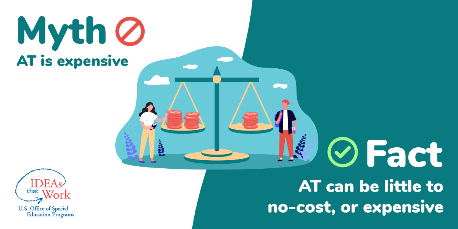 Myth
AT is expensive
Fact
AT can be little to
no-cost, or expensive
IDEAs
that Work
U.S. Office of Special
Education Programs